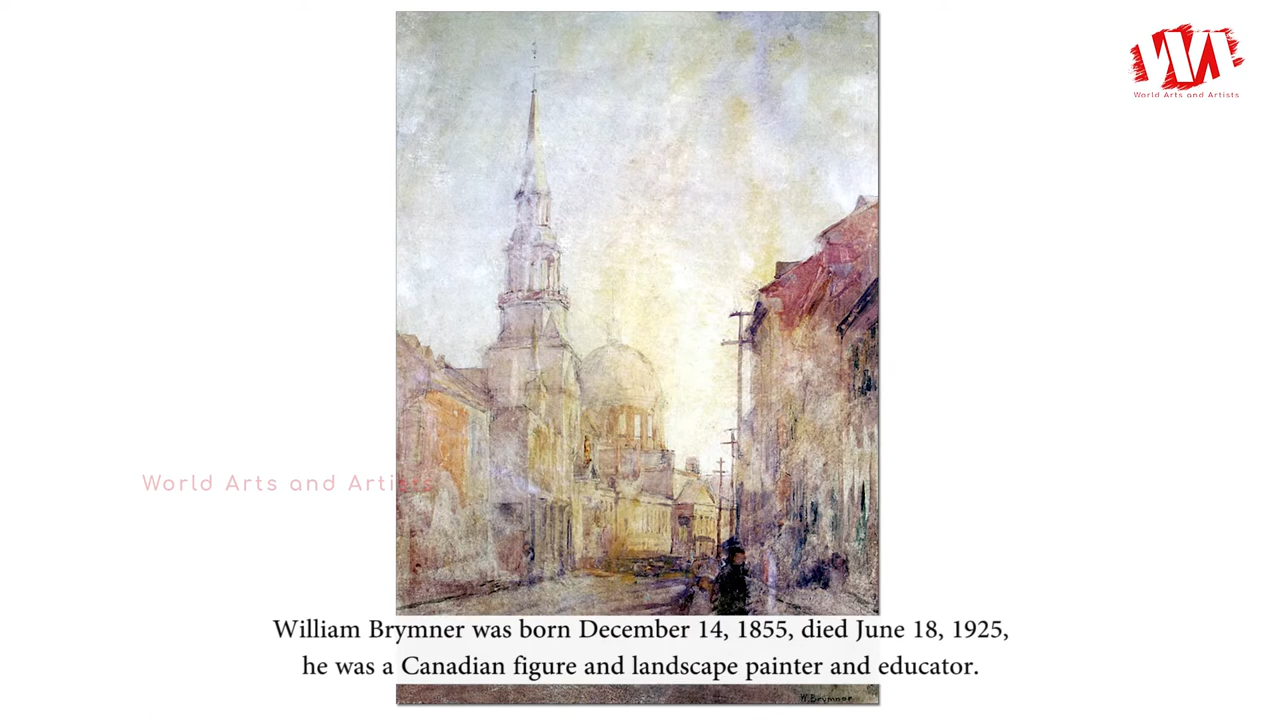 World Arts and Artists
World Arts and Artists
William Brymner was born December 14, 1855, died June 18, 1925,
he was a Canadian figure and landscape painter and educator.
W. Brymner